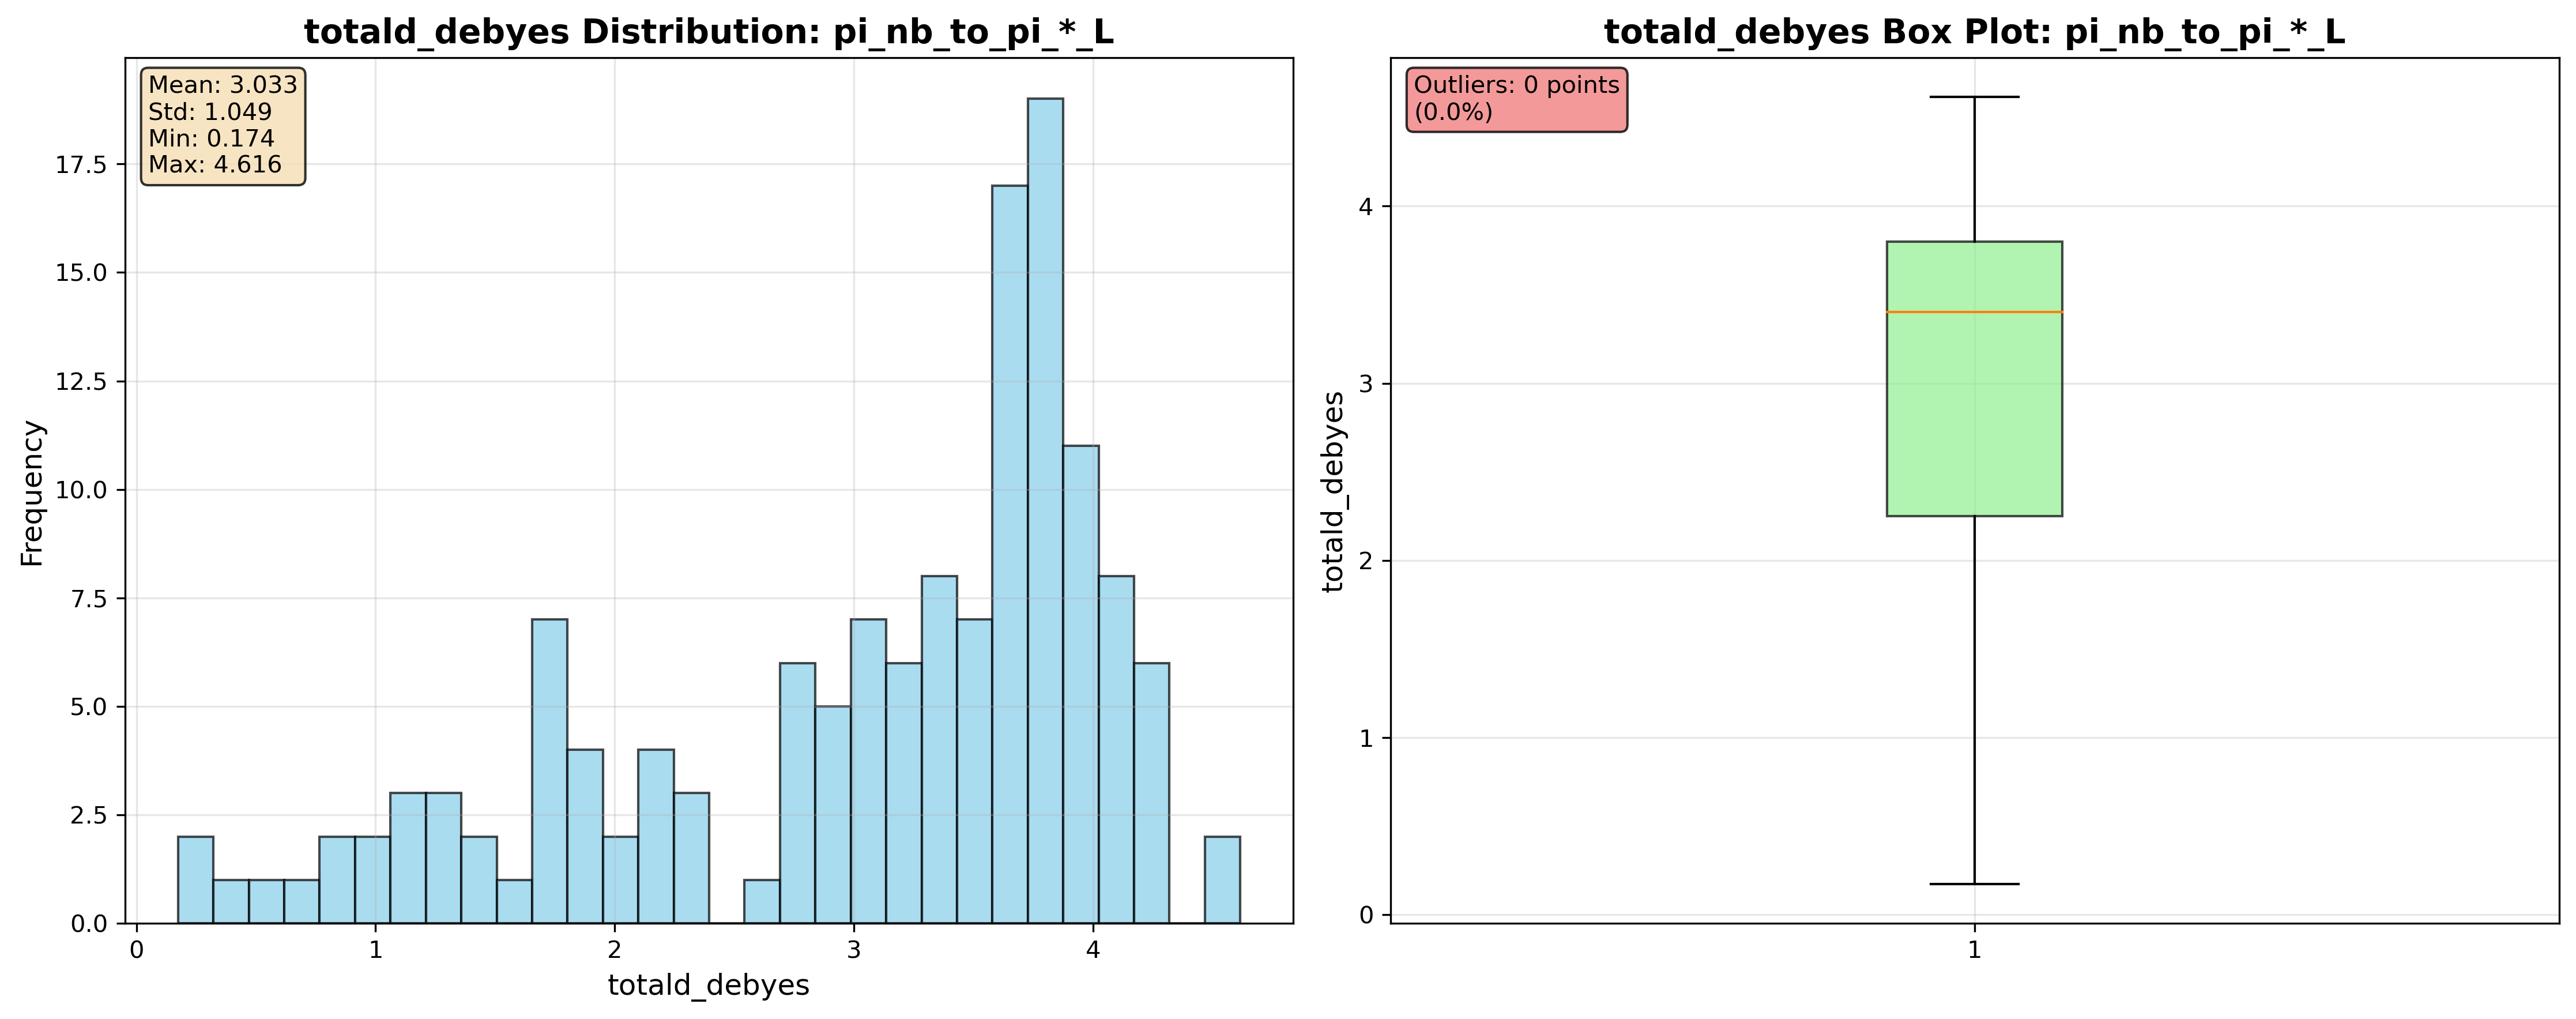 totald_debyes Distribution: pi_nb_to_pi_*_L
Mean: 3.033
Std: 1.049
Min: 0.174
Max: 4.616
Frequency
17.5
15.0
12.5
10.0
7.5
5.0
2.5
0.0
0
1
2
3
4
totald_debyes
totald_debyes Box Plot: pi_nb_to_pi_*_L
Outliers: 0 points
(0.0%)
totald_debyes
4
3
2
1
0
1